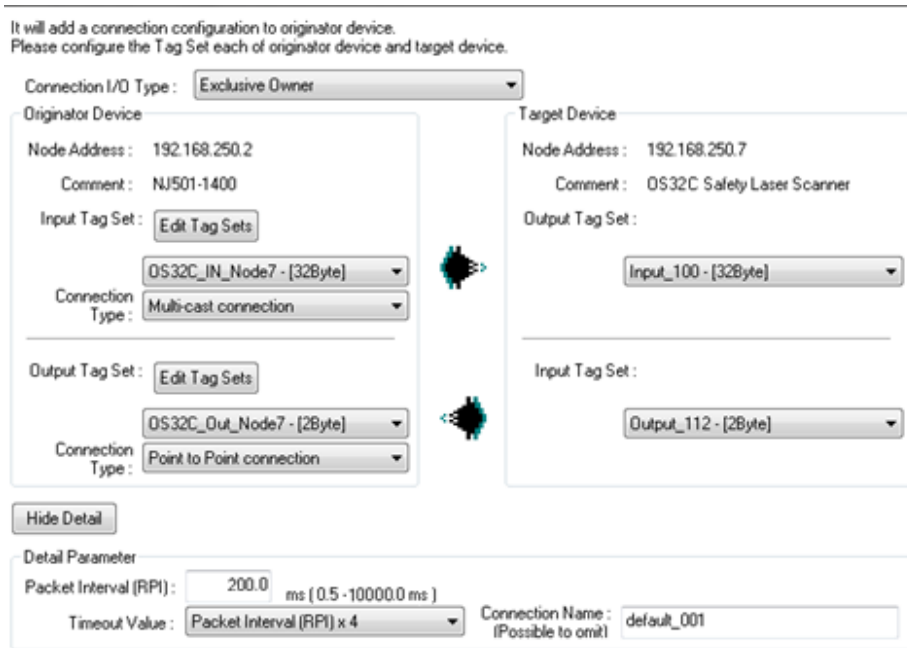 It will add a connection configuration to originator device.
Please configure the Tag Set each of originator device and target device.
Connection I/O Type : Exclusive Owner
Originator Device
Node Address : 192.168.250.2
Comment : NJ501-1400
Input Tag Set : Edit Tag Sets
OS32C_IN_Node7 - [32Byte]
Connection Type : Multi-cast connection
Output Tag Set : Edit Tag Sets
OS32C_Out_Node7 - [2Byte]
Connection Type : Point to Point connection
Target Device
Node Address : 192.168.250.7
Comment : OS32C Safety Laser Scanner
Output Tag Set :
Input_100 - [32Byte]
Input Tag Set :
Output_112 - [2Byte]
Hide Detail
Detail Parameter
Packet Interval (RPI) : 200.0 ms ( 0.5 - 10000.0 ms )
Timeout Value : Packet Interval (RPI) x 4
Connection Name : default_001
(Possible to omit)